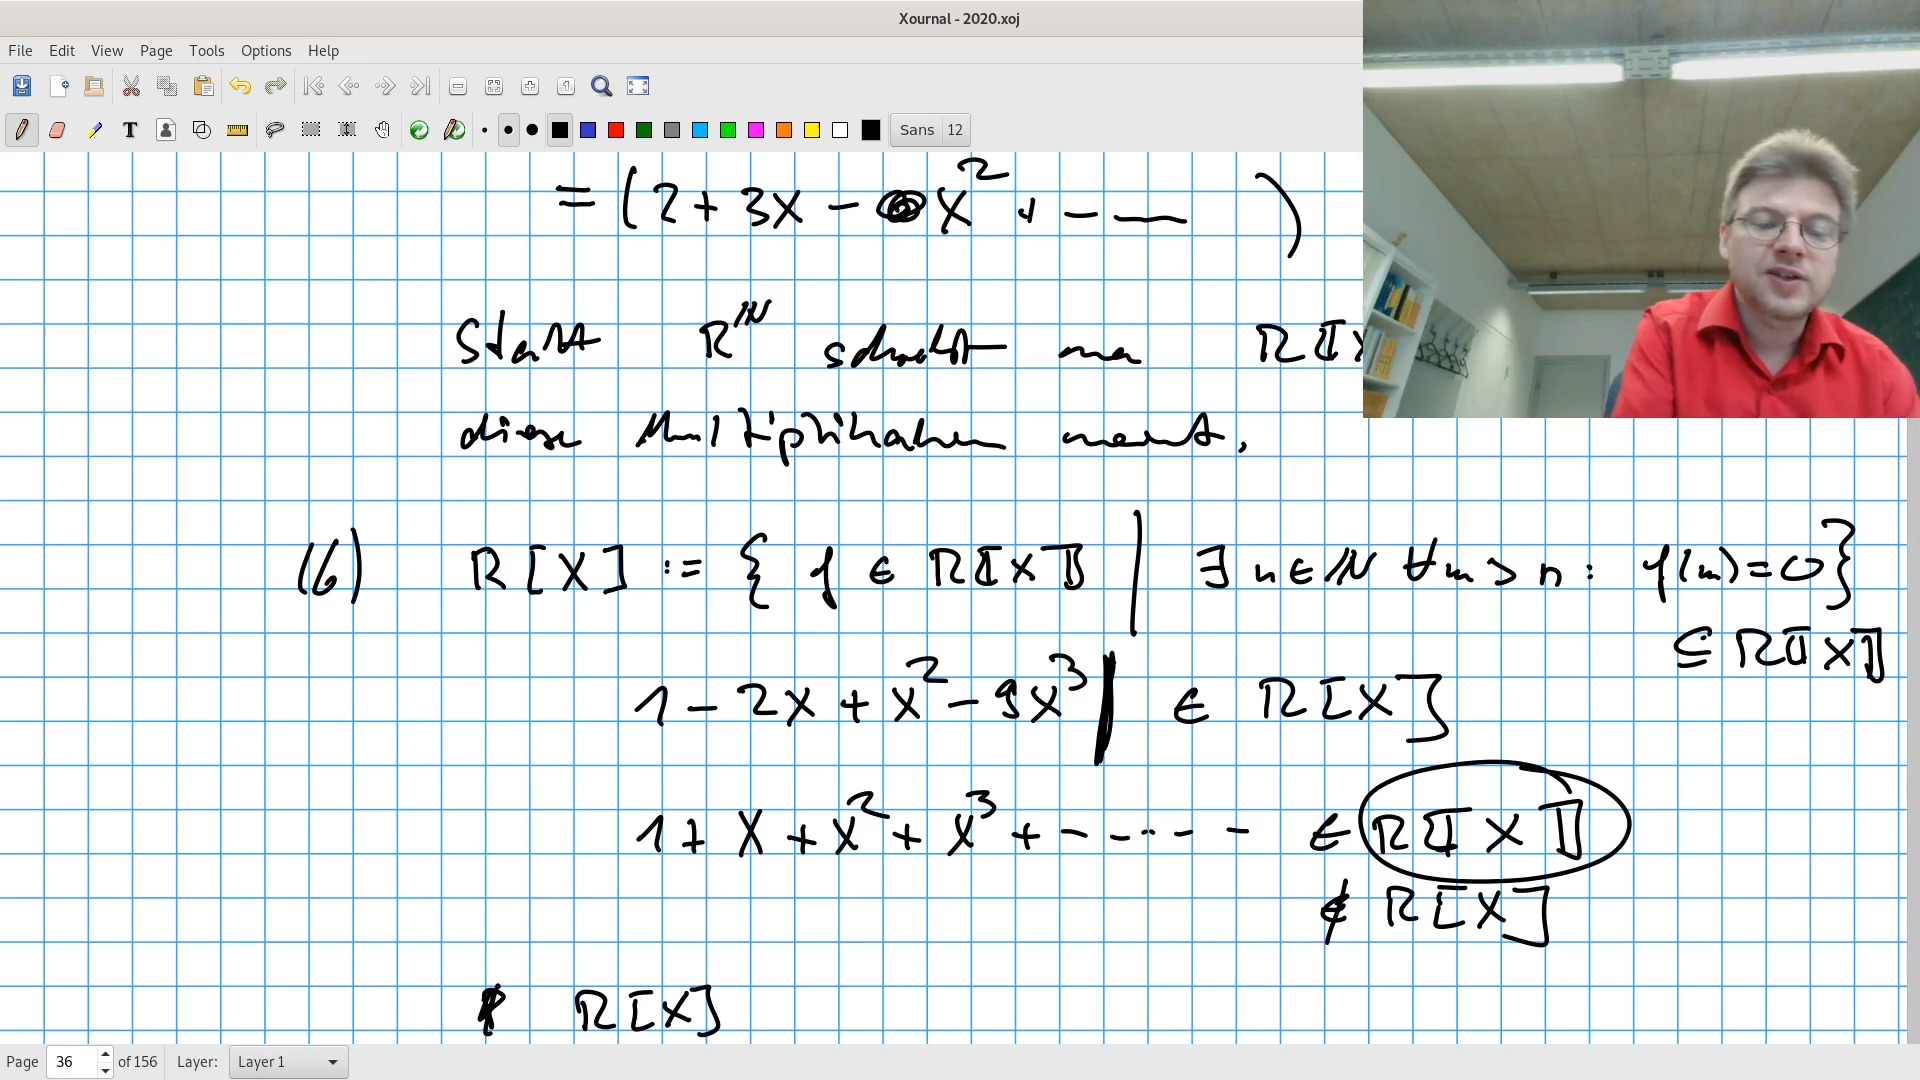 Xournal - 2020.xoj
File Edit View Page Tools Options Help
Sans 12
= (2 + 3X - X² + - — )
Statt R^ℕ schreibt man R⟦X
diese Multiplikation meint.
(6) R[X] := { f ∈ R⟦X⟧ | ∃ n ∈ ℕ ∀ m > n : f(m) = 0 }
⊆ R⟦X⟧
1 - 2X + X² - 9X³ | ∈ R[X]
1 + X + X² + X³ + - - ·· - - ∈ R⟦X⟧
∉ R[X]
R[X]
Page 36 of 156 Layer: Layer 1